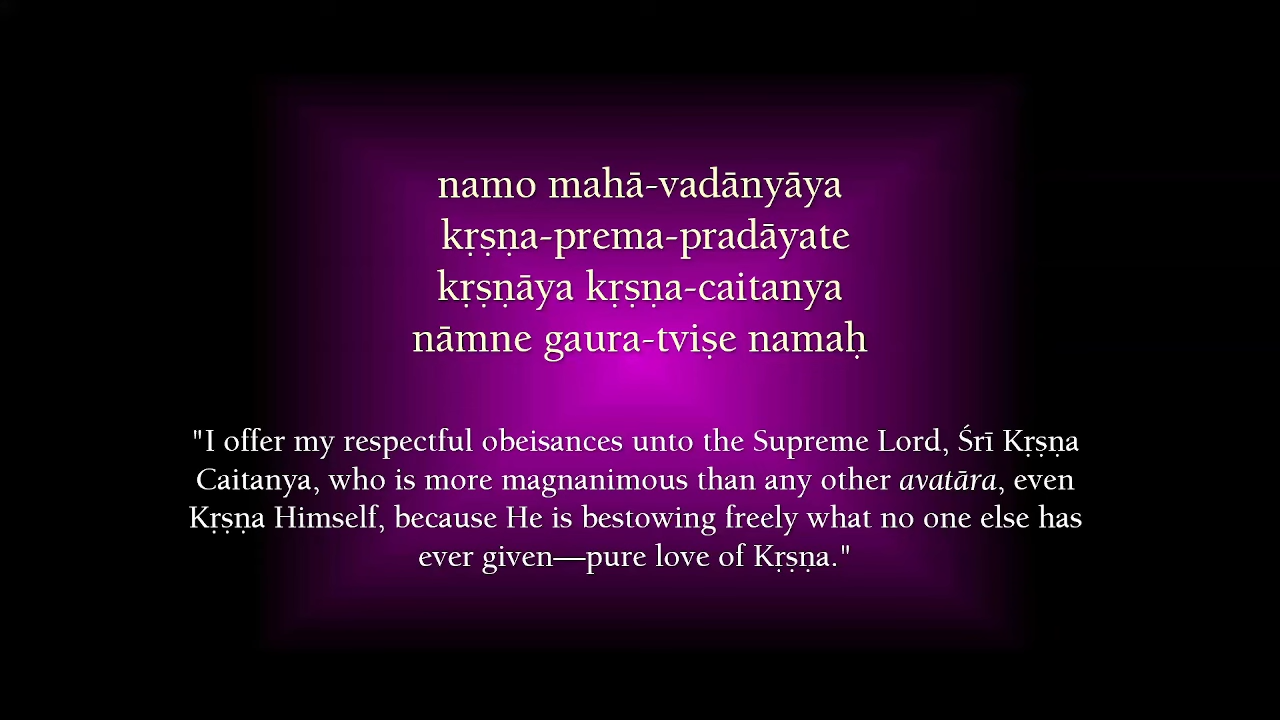 namo mahā-vadānyāya
kṛṣṇa-prema-pradāyate
kṛṣṇāya kṛṣṇa-caitanya
nāmne gaura-tviṣe namaḥ
"I offer my respectful obeisances unto the Supreme Lord, Śrī Kṛṣṇa
Caitanya, who is more magnanimous than any other avatāra, even
Kṛṣṇa Himself, because He is bestowing freely what no one else has
ever given—pure love of Kṛṣṇa."